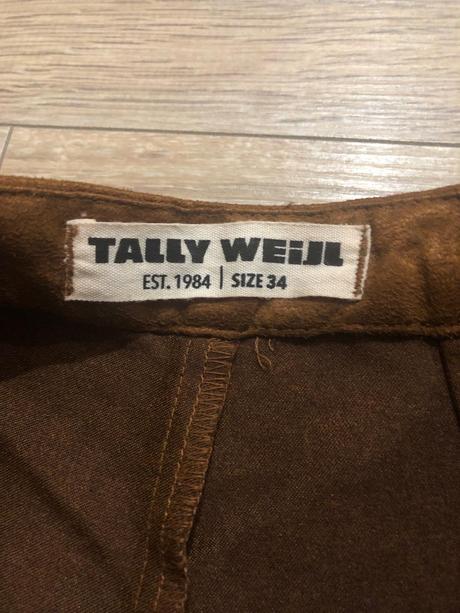 TALLY WEiJL
EST. 1984 | SIZE 34